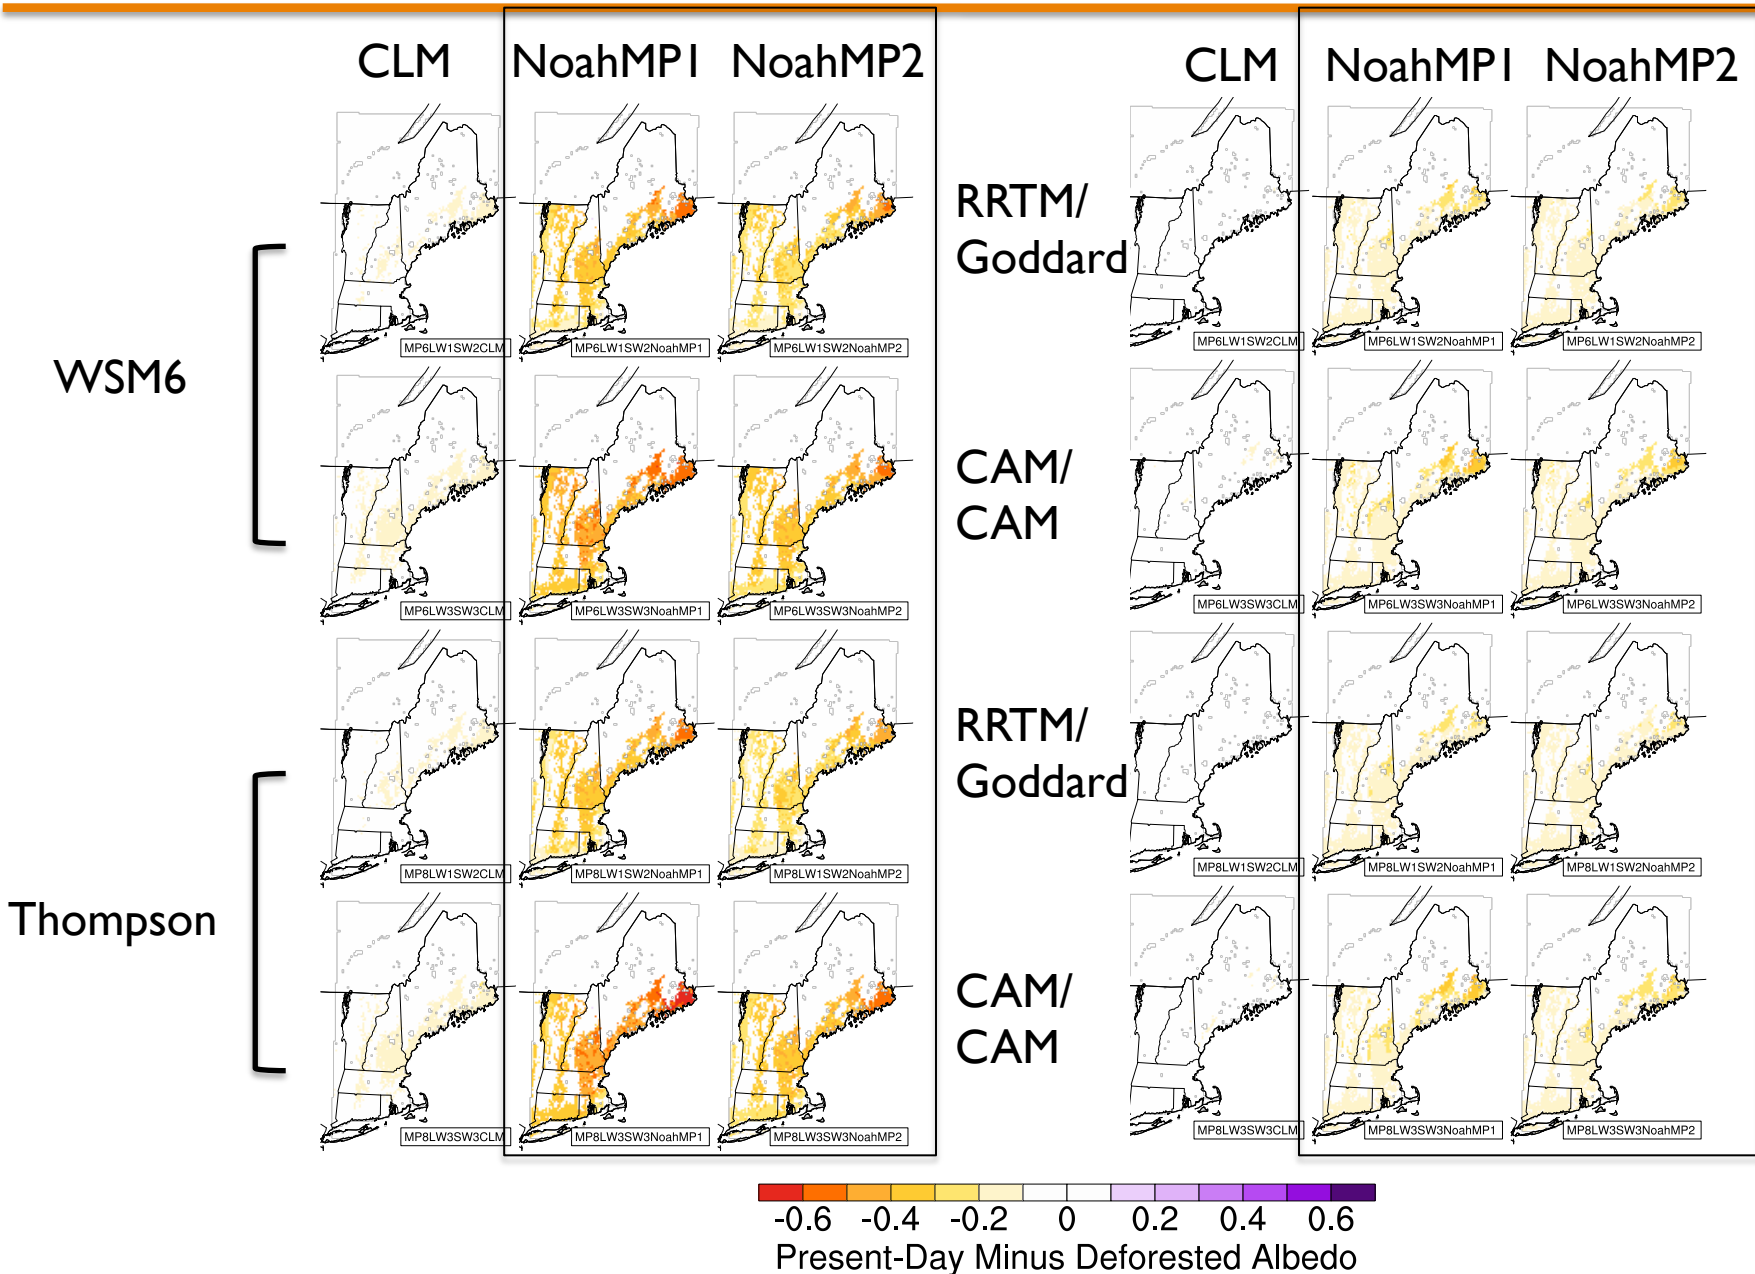 CLM NoahMP1 NoahMP2 CLM NoahMP1 NoahMP2
RRTM/
Goddard
MP6LW1SW2CLM MP6LW1SW2NoahMP1 MP6LW1SW2NoahMP2 MP6LW1SW2CLM MP6LW1SW2NoahMP1 MP6LW1SW2NoahMP2
WSM6
CAM/
CAM
MP6LW3SW3CLM MP6LW3SW3NoahMP1 MP6LW3SW3NoahMP2 MP6LW3SW3CLM MP6LW3SW3NoahMP1 MP6LW3SW3NoahMP2
RRTM/
Goddard
MP8LW1SW2CLM MP8LW1SW2NoahMP1 MP8LW1SW2NoahMP2 MP8LW1SW2CLM MP8LW1SW2NoahMP1 MP8LW1SW2NoahMP2
Thompson
CAM/
CAM
MP8LW3SW3CLM MP8LW3SW3NoahMP1 MP8LW3SW3NoahMP2 MP8LW3SW3CLM MP8LW3SW3NoahMP1 MP8LW3SW3NoahMP2
-0.6 -0.4 -0.2 0 0.2 0.4 0.6
Present-Day Minus Deforested Albedo